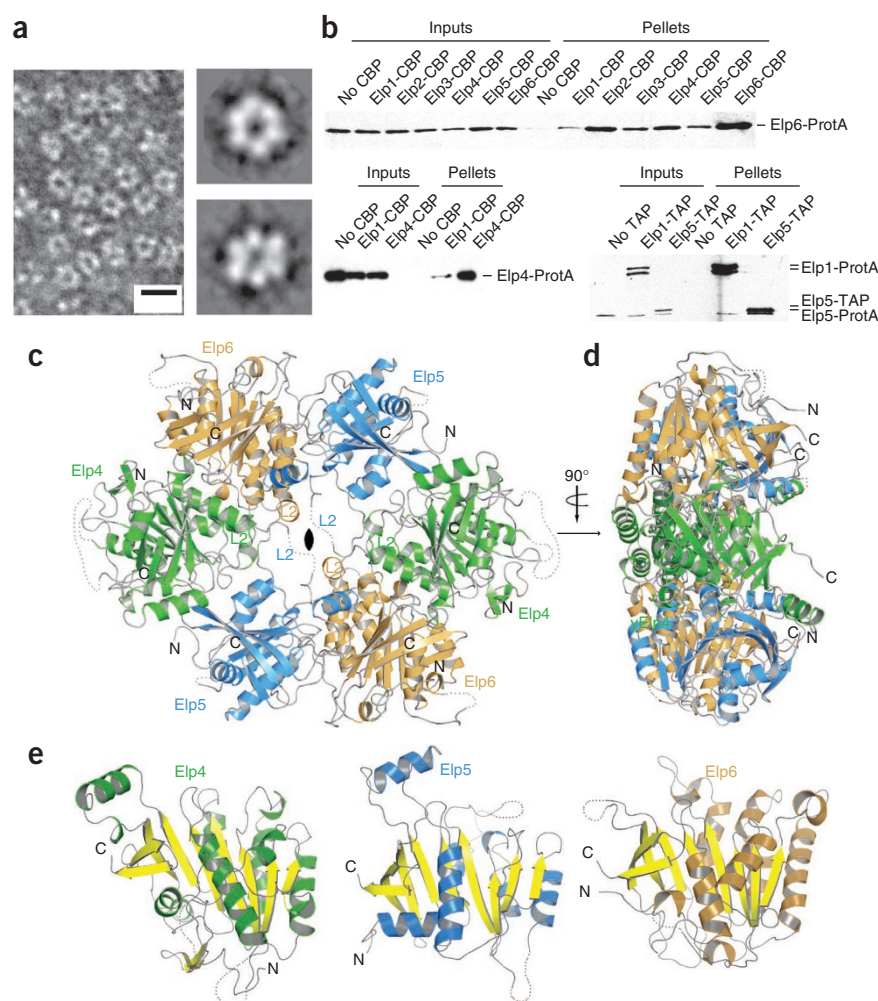 a
b
Inputs
Pellets
No CBP
Elp1-CBP
Elp2-CBP
Elp3-CBP
Elp4-CBP
Elp5-CBP
Elp6-CBP
No CBP
Elp1-CBP
Elp2-CBP
Elp3-CBP
Elp4-CBP
Elp5-CBP
Elp6-CBP
Elp6-ProtA
Inputs
Pellets
No CBP
Elp1-CBP
Elp4-CBP
No CBP
Elp1-CBP
Elp4-CBP
Elp4-ProtA
Inputs
Pellets
No TAP
Elp1-TAP
Elp5-TAP
No TAP
Elp1-TAP
Elp5-TAP
Elp1-ProtA
Elp5-TAP
Elp5-ProtA
c
Elp6
N
C
Elp5
C
N
Elp4
N
L2
C
L2
L2
L2
L2
L2
C
N
Elp4
N
C
Elp5
C
N
Elp6
90°
d
N
C
N
C
C
yElp4
C
N
e
Elp4
C
N
Elp5
C
N
Elp6
C
N